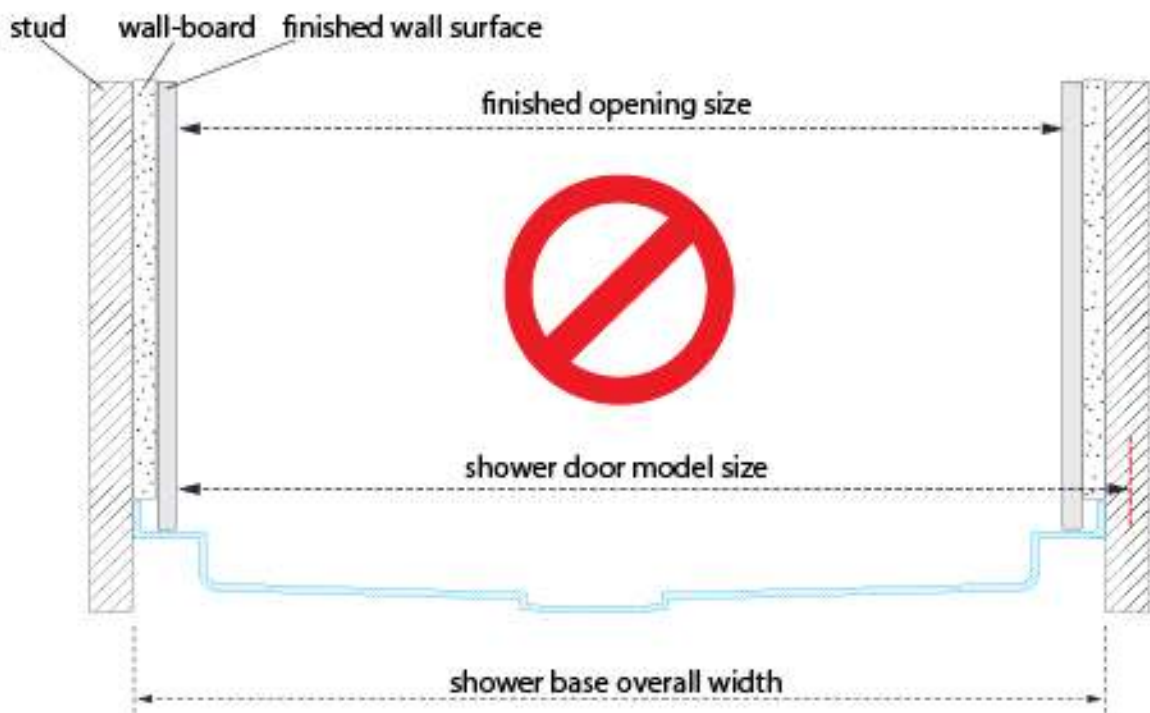 stud wall-board finished wall surface
finished opening size
shower door model size
shower base overall width